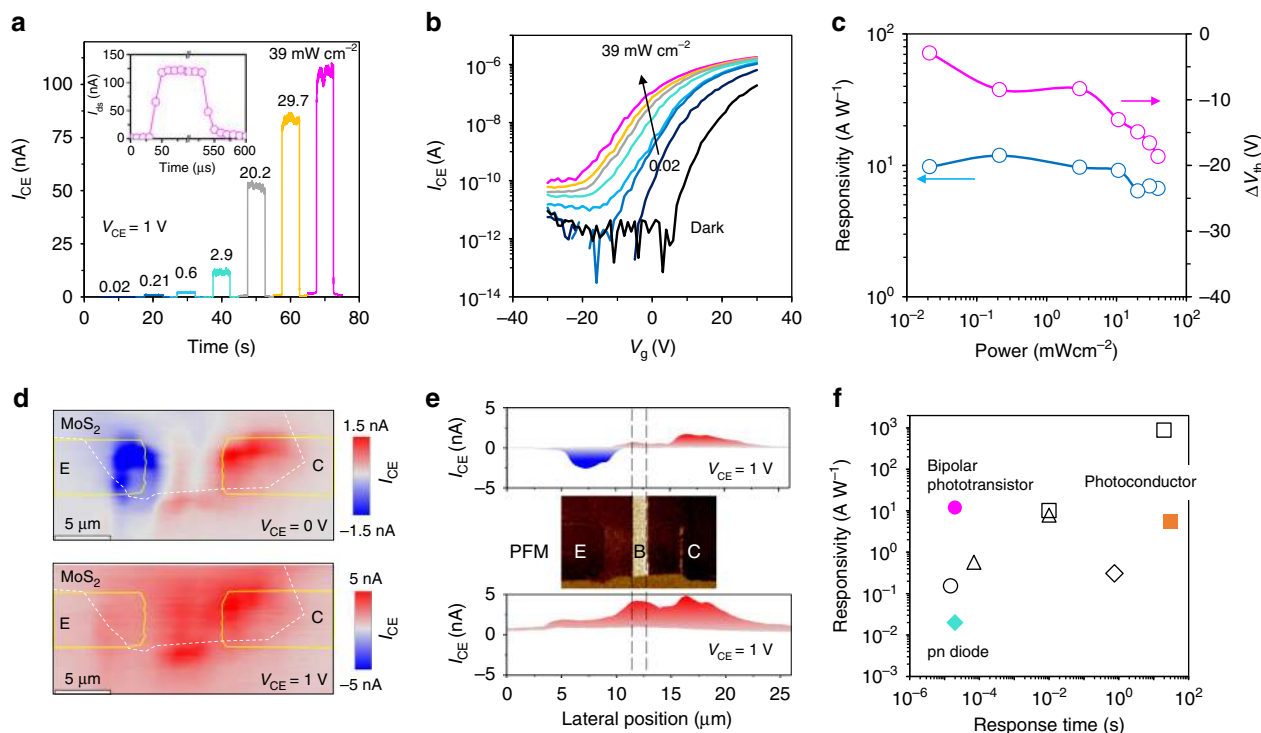 a
I_CE (nA)
100
75
50
25
0
0 20 40 60 80
Time (s)
39 mW cm⁻²
29.7
20.2
2.9
0.6
0.21
0.02
V_CE = 1 V
I_ds (nA)
150
100
50
0
0 50 550 600
Time (μs)
b
I_CE (A)
10⁻⁶
10⁻⁸
10⁻¹⁰
10⁻¹²
10⁻¹⁴
−40 −20 0 20 40
V_g (V)
39 mW cm⁻²
0.02
Dark
c
Responsivity (A W⁻¹)
10²
10¹
10⁰
10⁻² 10⁻¹ 10⁰ 10¹ 10²
Power (mWcm⁻²)
0
−10
−20
−30
−40
ΔV_th (V)
d
MoS₂
E
C
5 μm
V_CE = 0 V
1.5 nA
I_CE
−1.5 nA
MoS₂
E
C
5 μm
V_CE = 1 V
5 nA
I_CE
−5 nA
e
I_CE (nA)
5
0
−5
V_CE = 1 V
PFM
E B C
I_CE (nA)
5
0
−5
V_CE = 1 V
0 5 10 15 20 25
Lateral position (μm)
f
Responsivity (A W⁻¹)
10³
10²
10¹
10⁰
10⁻¹
10⁻²
10⁻³
10⁻⁶ 10⁻⁴ 10⁻² 10⁰ 10²
Response time (s)
Bipolar
phototransistor
Photoconductor
pn diode